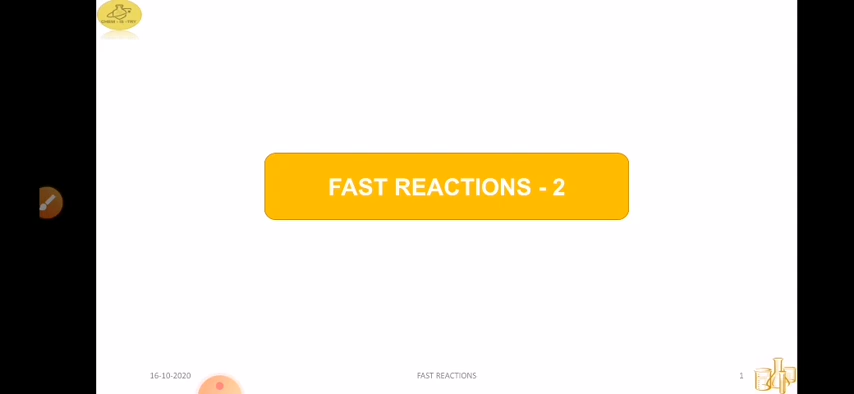 FAST REACTIONS - 2
16-10-2020
FAST REACTIONS
1